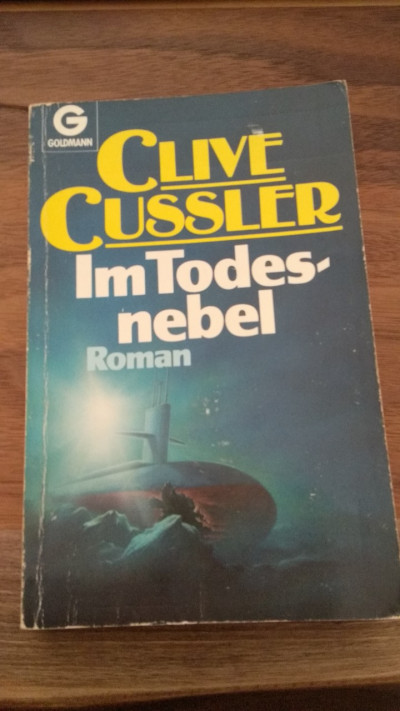 G
GOLDMANN
CLIVE
CUSSLER
Im Todes-
nebel
Roman